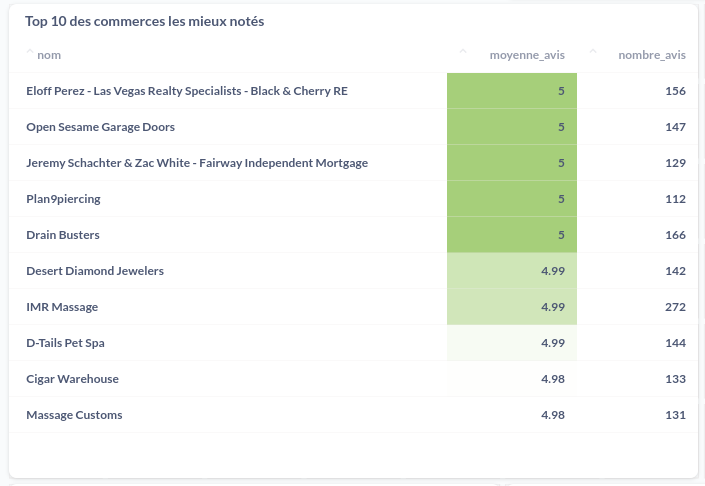 Top 10 des commerces les mieux notés
nom moyenne_avis nombre_avis
Eloff Perez - Las Vegas Realty Specialists - Black & Cherry RE 5 156
Open Sesame Garage Doors 5 147
Jeremy Schachter & Zac White - Fairway Independent Mortgage 5 129
Plan9piercing 5 112
Drain Busters 5 166
Desert Diamond Jewelers 4.99 142
IMR Massage 4.99 272
D-Tails Pet Spa 4.99 144
Cigar Warehouse 4.98 133
Massage Customs 4.98 131